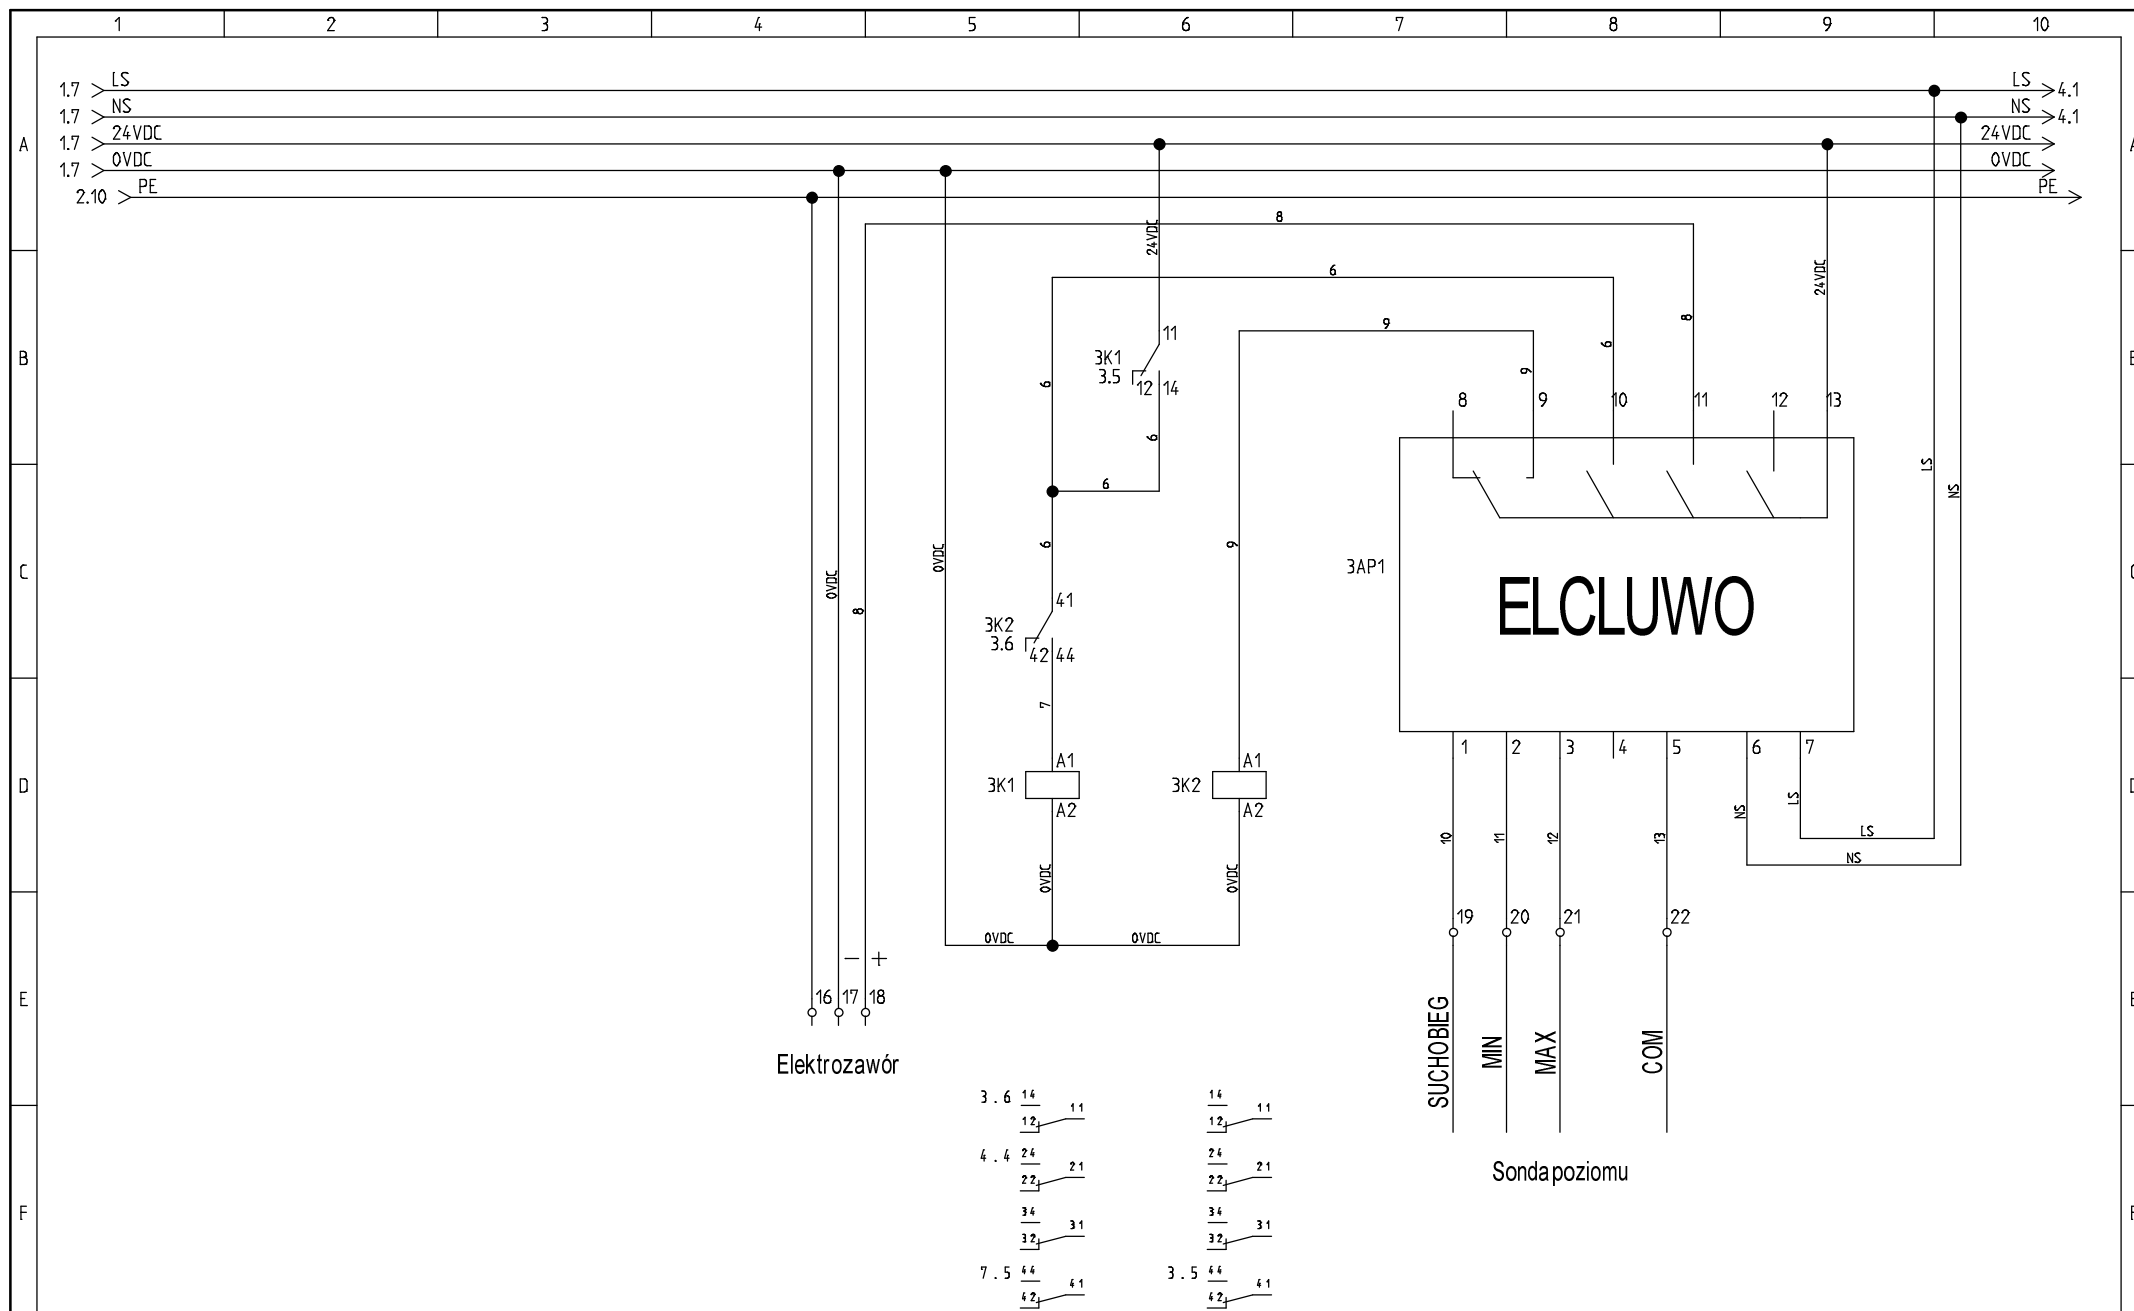 1 2 3 4 5 6 7 8 9 10
1.7 LS LS 4.1
1.7 NS NS 4.1
A 1.7 24VDC 24VDC
1.7 0VDC 0VDC
2.10 PE PE
8
24VDC
6
24VDC
8
9
6
9
11
B 3K1
3.5
12 14
6
8 9 10 11 12 13
6
6
LS
NS
6
9
0VDC
C 3AP1
0VDC
8
ELCLUWO
41
3K2
3.6
42 44
7
1 2 3 4 5 6 7
A1 A1
D 3K1 3K2
A2 A2
NS LS
10 11 12 13
LS
NS
0VDC 0VDC
19 20 21 22
0VDC 0VDC
− +
E 16 17 18
SUCHOBIEG
MIN
MAX
COM
Elektrozawór
3.6 14 14
12 11 12 11
4.4 24 24
22 21 22 21
Sonda poziomu
F 34 34
32 31 32 31
7.5 44 3.5 44
42 41 42 41